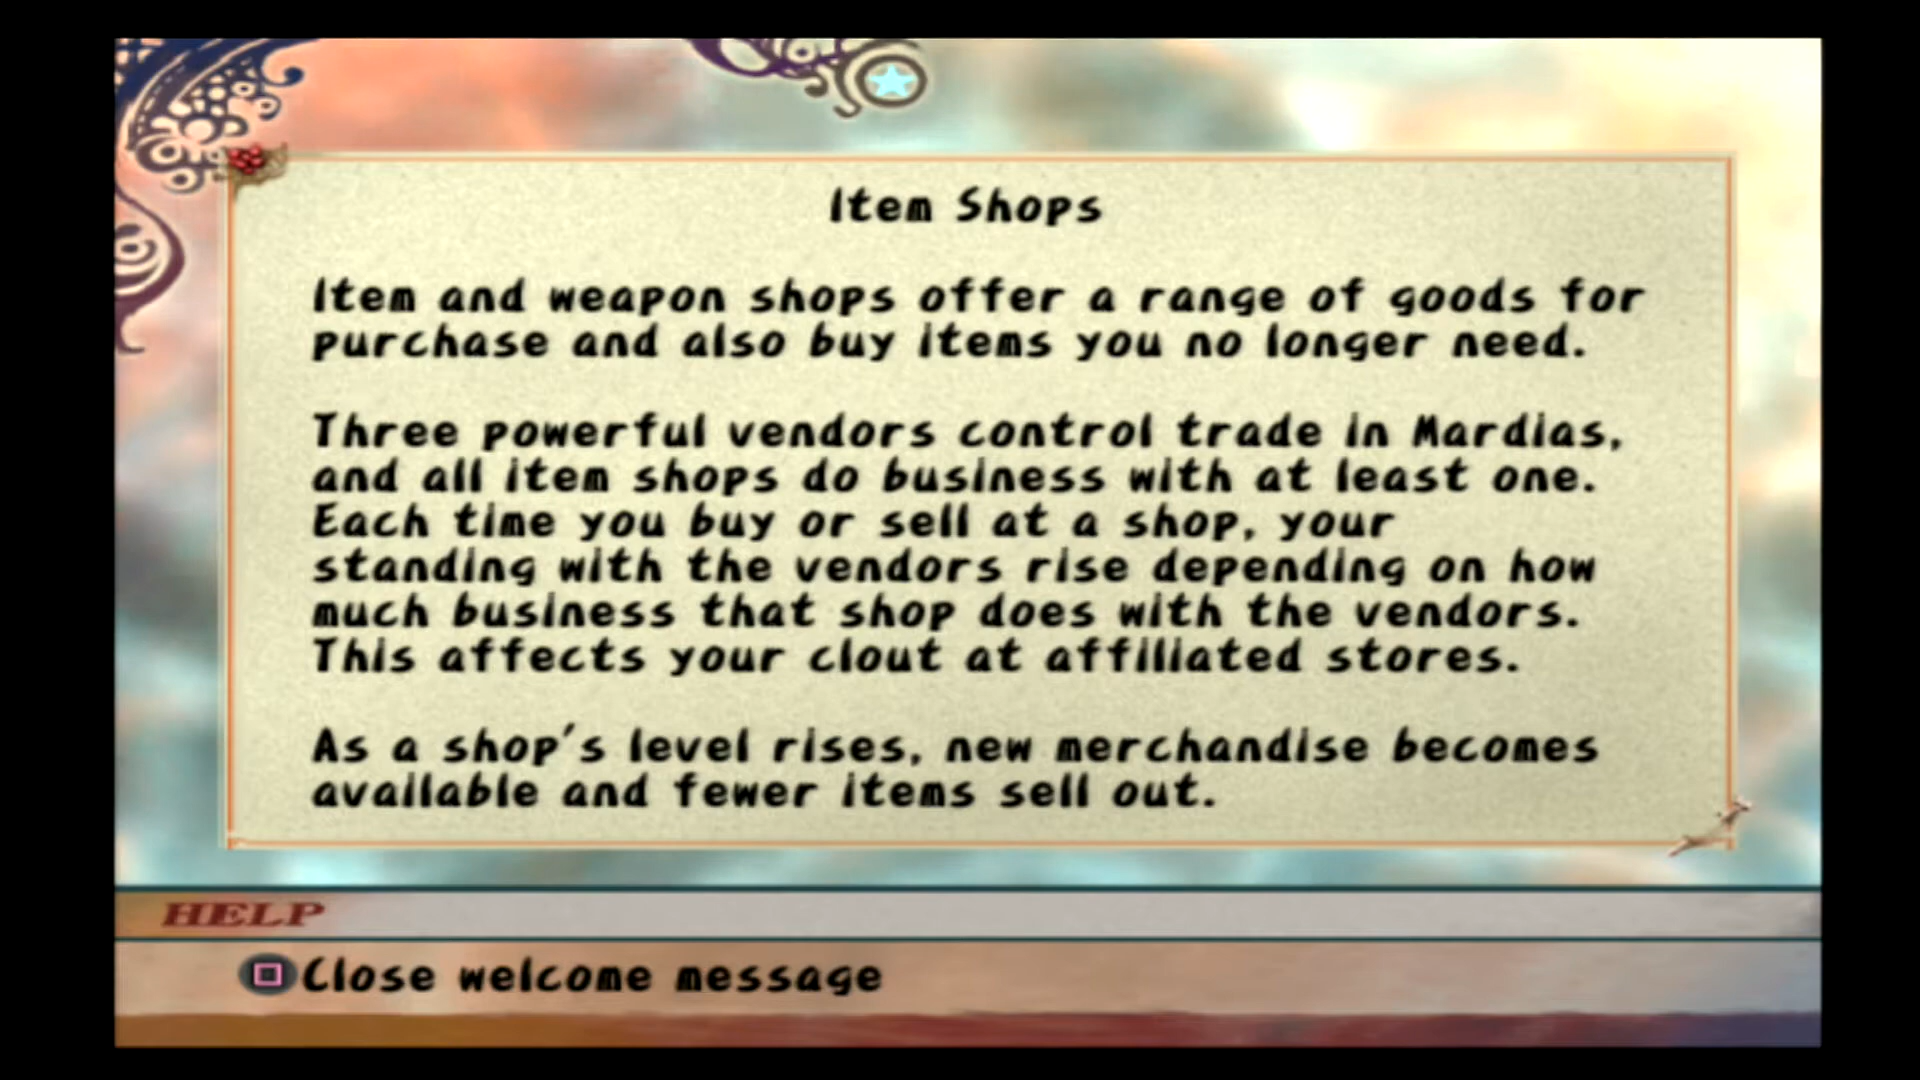 Item Shops
Item and weapon shops offer a range of goods for
purchase and also buy items you no longer need.
Three powerful vendors control trade in Mardias,
and all item shops do business with at least one.
Each time you buy or sell at a shop, your
standing with the vendors rise depending on how
much business that shop does with the vendors.
This affects your clout at affiliated stores.
As a shop's level rises, new merchandise becomes
available and fewer items sell out.
HELP
Close welcome message